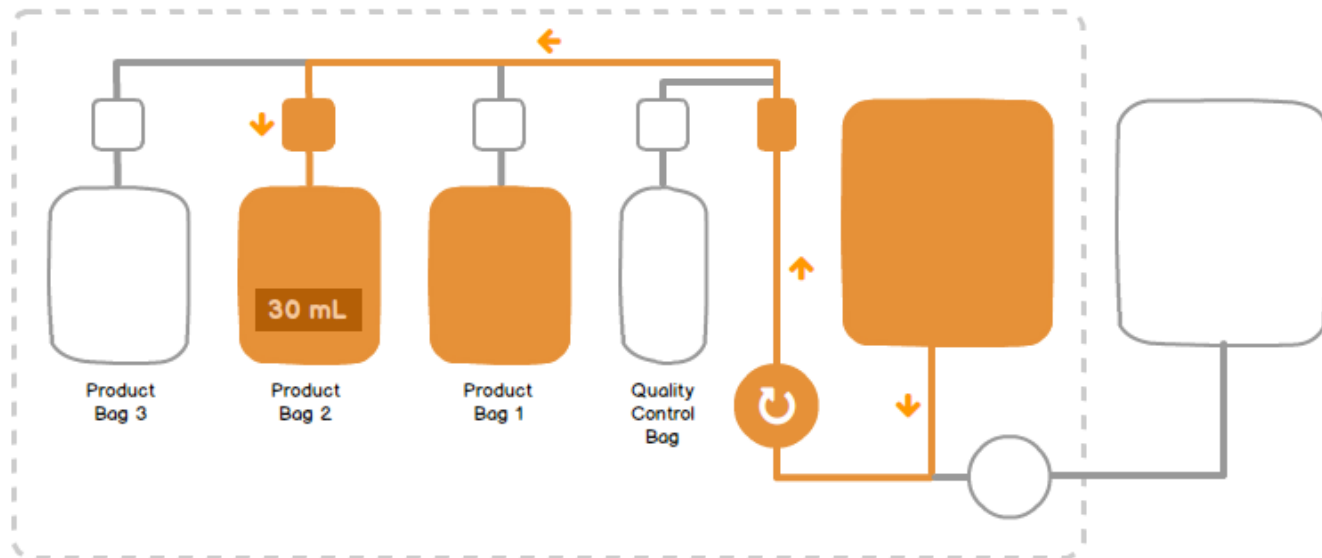 30 mL
Product
Bag 3
Product
Bag 2
Product
Bag 1
Quality
Control
Bag